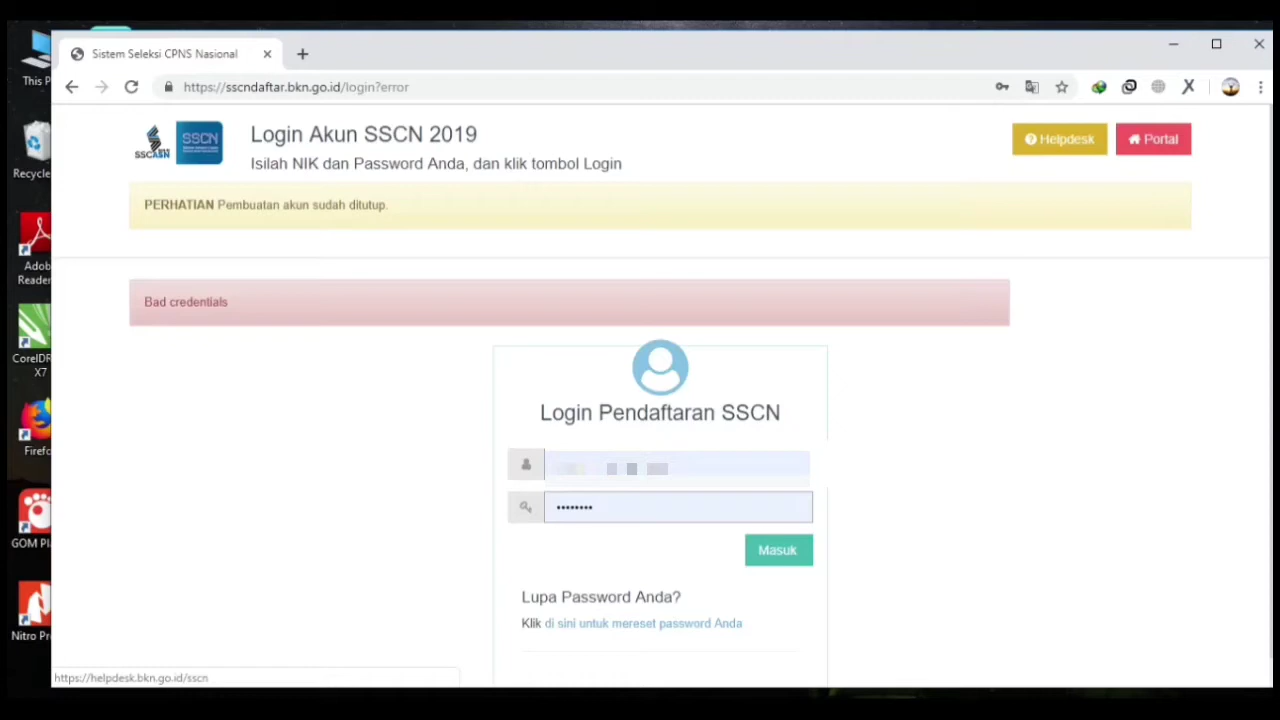 Sistem Seleksi CPNS Nasional
https://sscndaftar.bkn.go.id/login?error
This P
Recycle
Adob
Reader
CorelDR
X7
Firefo
GOM Pl
Nitro Pr
SSCASN
SSCN
Login Akun SSCN 2019
Isilah NIK dan Password Anda, dan klik tombol Login
Helpdesk
Portal
PERHATIAN Pembuatan akun sudah ditutup.
Bad credentials
Login Pendaftaran SSCN
••••••••
Masuk
Lupa Password Anda?
Klik di sini untuk mereset password Anda
https://helpdesk.bkn.go.id/sscn